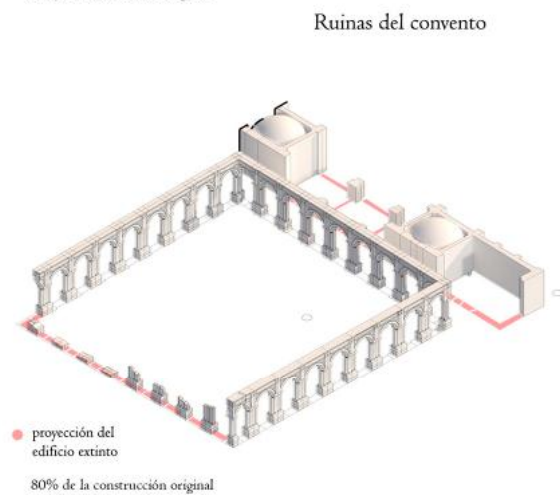 Ruinas del convento
proyección del
edificio extinto
80% de la construcción original